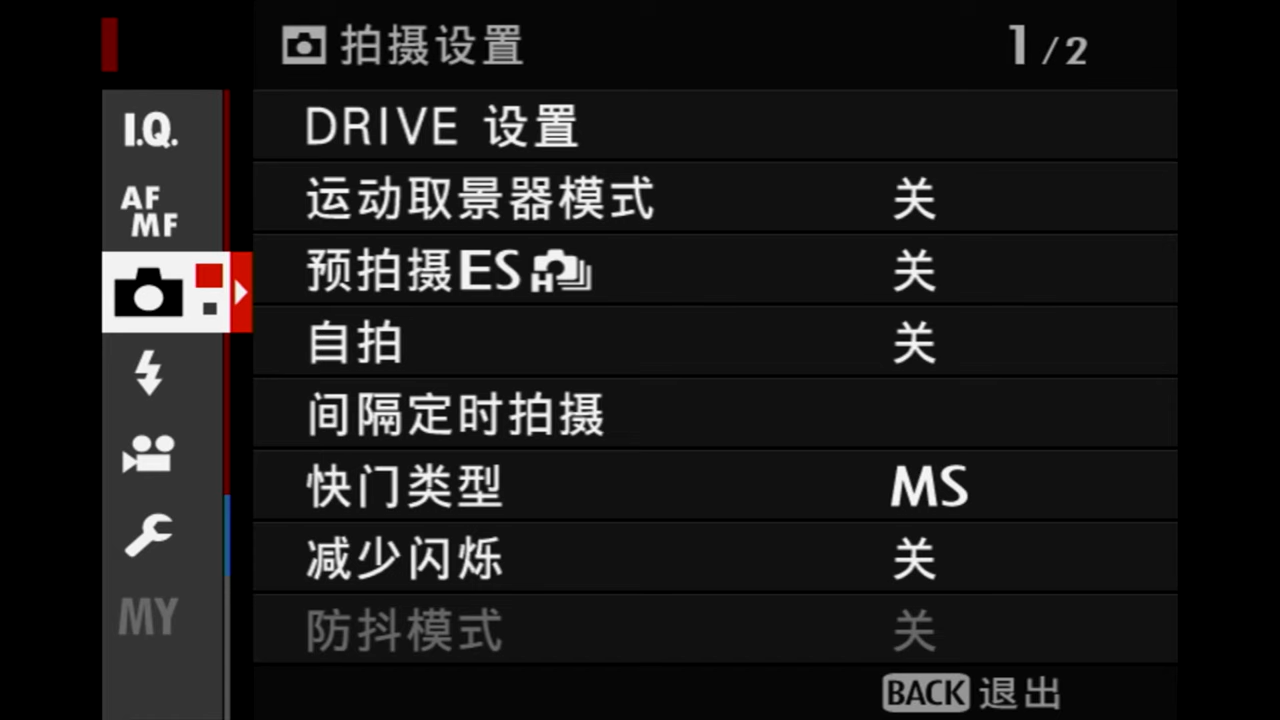 拍摄设置 1/2
I.Q.
DRIVE 设置
AF
MF
运动取景器模式 关
预拍摄ES H 关
自拍 关
间隔定时拍摄
快门类型 MS
减少闪烁 关
MY
防抖模式 关
BACK 退出